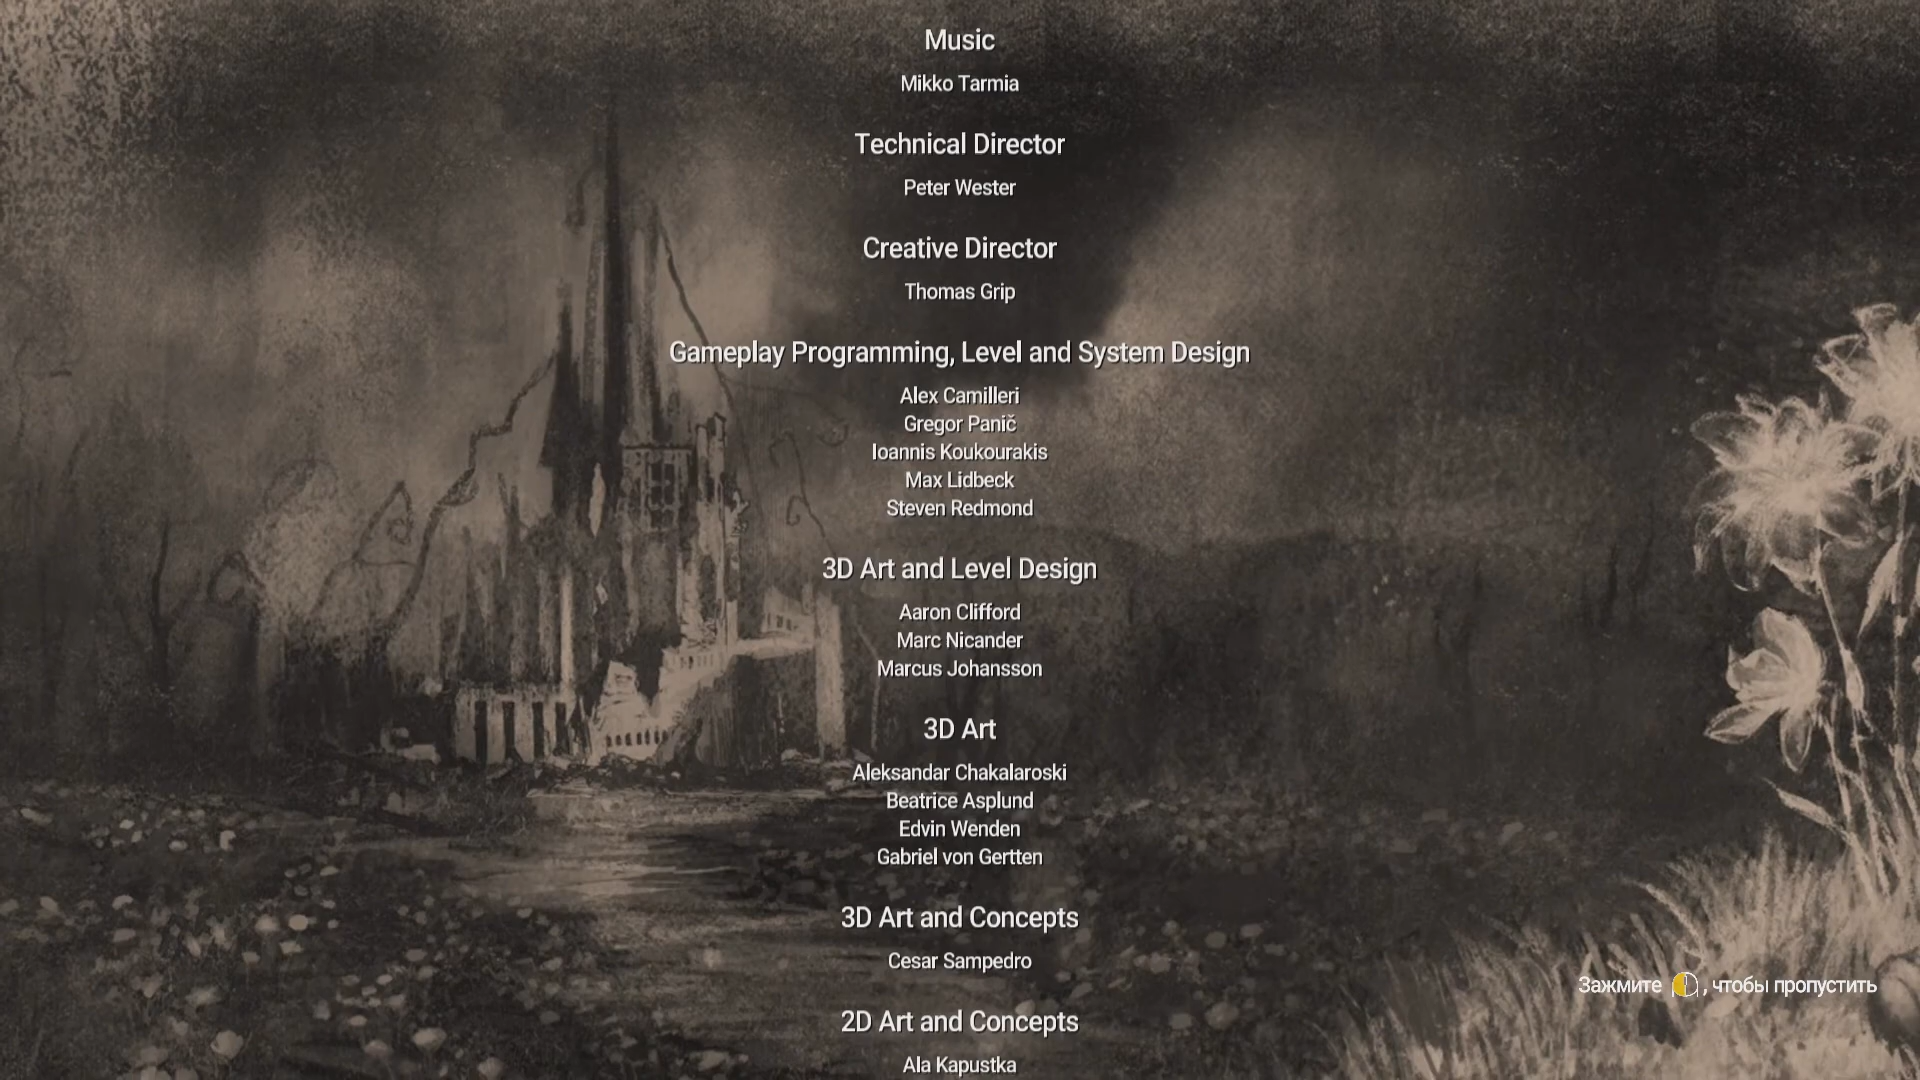 Music
Mikko Tarmia
Technical Director
Peter Wester
Creative Director
Thomas Grip
Gameplay Programming, Level and System Design
Alex Camilleri
Gregor Panič
Ioannis Koukourakis
Max Lidbeck
Steven Redmond
3D Art and Level Design
Aaron Clifford
Marc Nicander
Marcus Johansson
3D Art
Aleksandar Chakalaroski
Beatrice Asplund
Edvin Wenden
Gabriel von Gertten
3D Art and Concepts
Cesar Sampedro
Зажмите , чтобы пропустить
2D Art and Concepts
Ala Kapustka